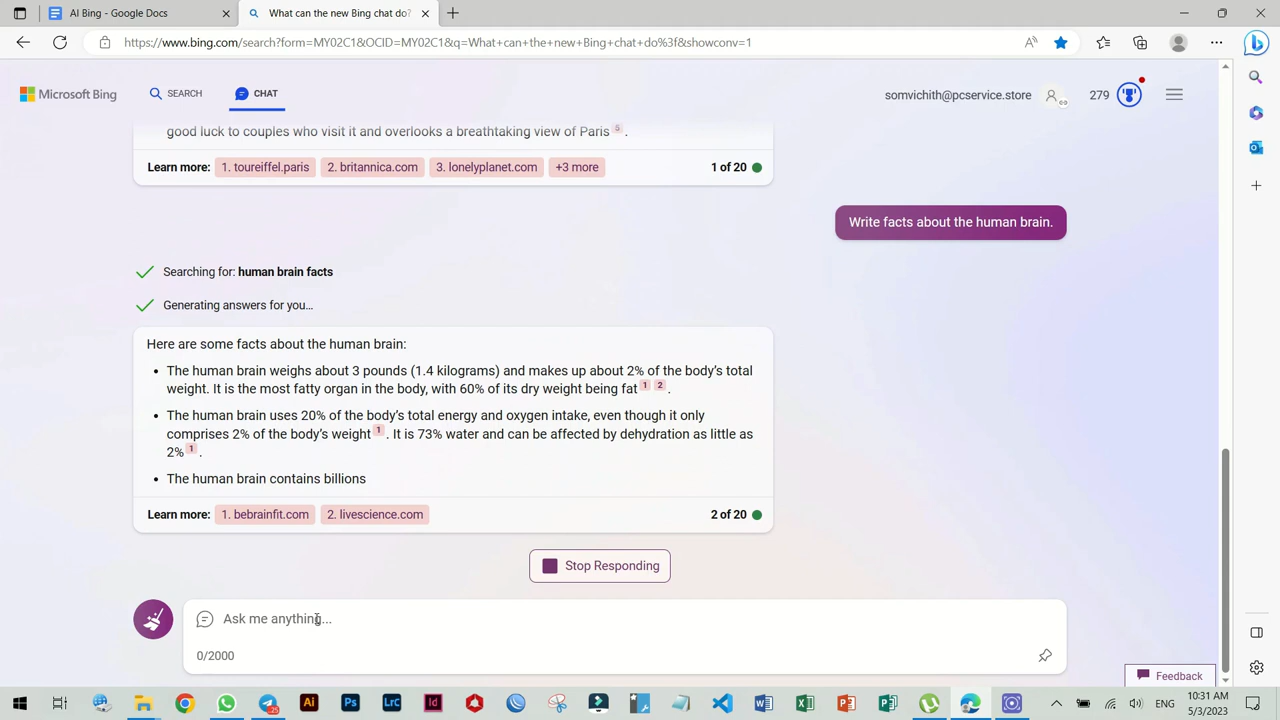 AI Bing - Google Docs
What can the new Bing chat do?
https://www.bing.com/search?form=MY02C1&OCID=MY02C1&q=What+can+the+new+Bing+chat+do%3f&showconv=1
Microsoft Bing
SEARCH
CHAT
somvichith@pcservice.store
279
good luck to couples who visit it and overlooks a breathtaking view of Paris 5 .
Learn more: 1. toureiffel.paris 2. britannica.com 3. lonelyplanet.com +3 more 1 of 20
Write facts about the human brain.
Searching for: human brain facts
Generating answers for you…
Here are some facts about the human brain:
• The human brain weighs about 3 pounds (1.4 kilograms) and makes up about 2% of the body’s total
weight. It is the most fatty organ in the body, with 60% of its dry weight being fat 1 2 .
• The human brain uses 20% of the body’s total energy and oxygen intake, even though it only
comprises 2% of the body’s weight 1 . It is 73% water and can be affected by dehydration as little as
2% 1 .
• The human brain contains billions
Learn more: 1. bebrainfit.com 2. livescience.com 2 of 20
Stop Responding
Ask me anything...
0/2000
Feedback
Ai Ps Lrc Id
ENG
10:31 AM
5/3/2023